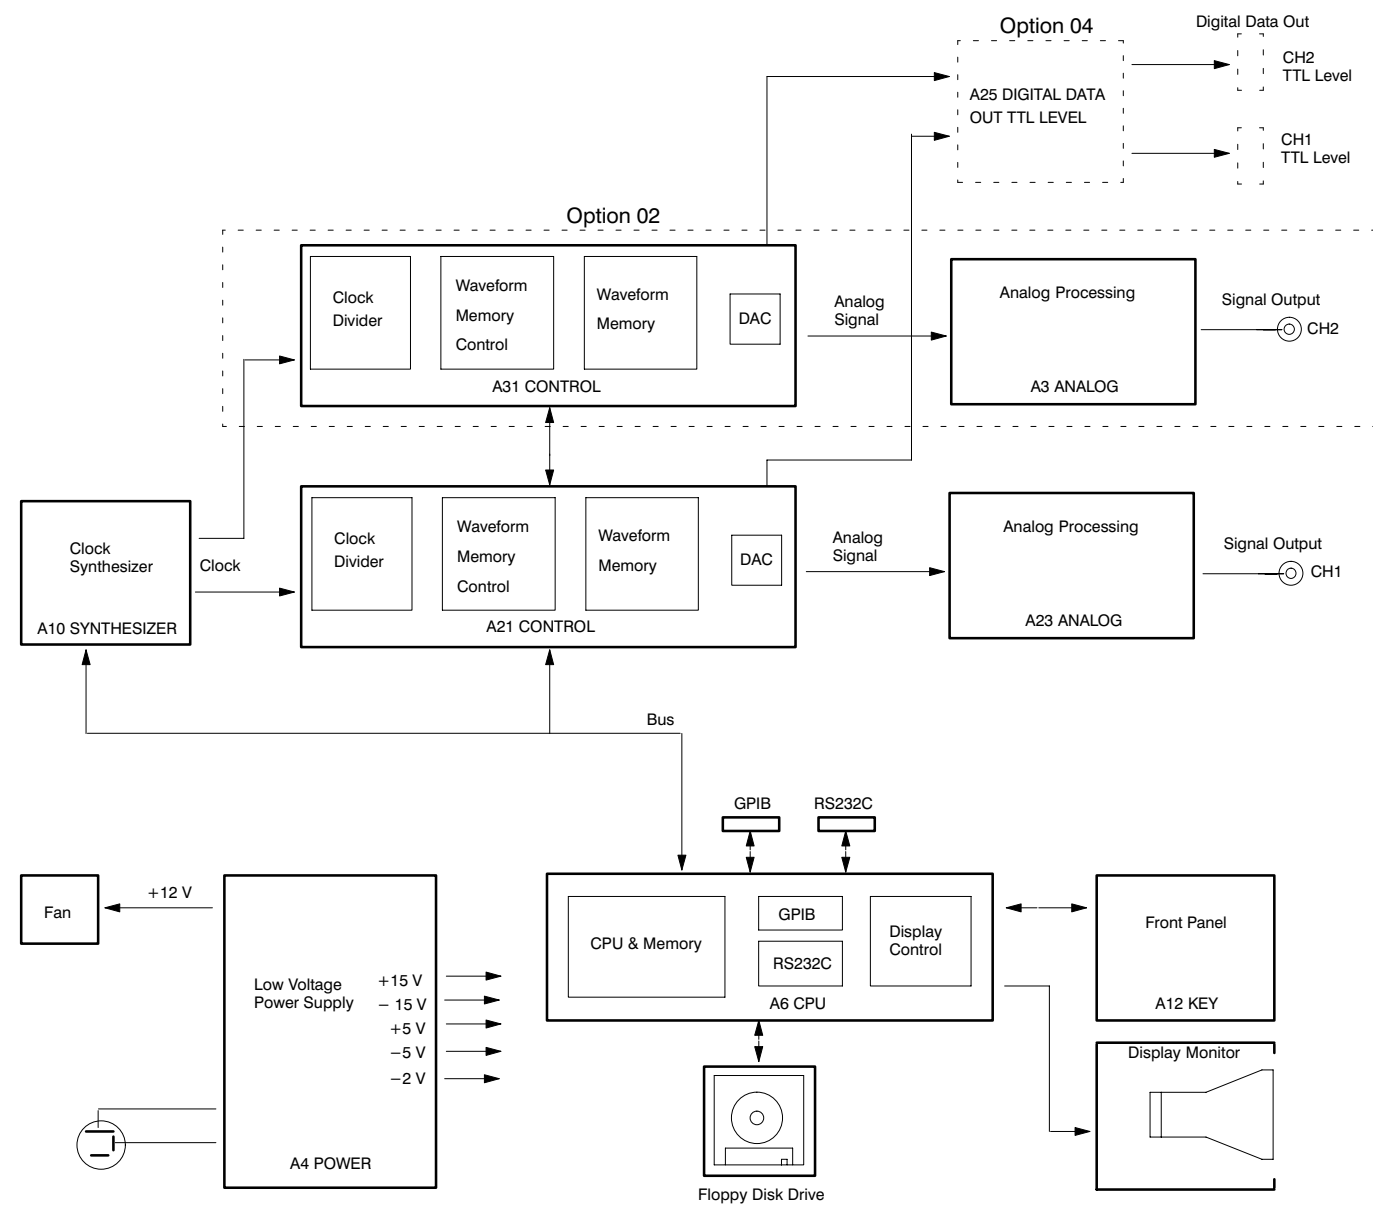 Option 04
Digital Data Out
CH2
TTL Level
A25 DIGITAL DATA
OUT TTL LEVEL
CH1
TTL Level
Option 02
Clock
Divider
Waveform
Memory
Control
Waveform
Memory
DAC
A31 CONTROL
Analog
Signal
Analog Processing
A3 ANALOG
Signal Output
CH2
Clock
Synthesizer
A10 SYNTHESIZER
Clock
Clock
Divider
Waveform
Memory
Control
Waveform
Memory
DAC
A21 CONTROL
Analog
Signal
Analog Processing
A23 ANALOG
Signal Output
CH1
Bus
GPIB
RS232C
Fan
+12 V
Low Voltage
Power Supply
+15 V
− 15 V
+5 V
−5 V
−2 V
A4 POWER
CPU & Memory
GPIB
RS232C
Display
Control
A6 CPU
Front Panel
A12 KEY
Display Monitor
Floppy Disk Drive